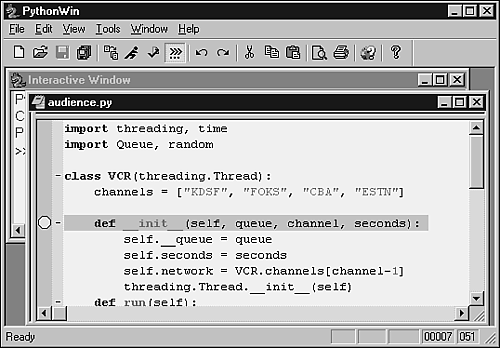 PythonWin
File Edit View Tools Window Help
Interactive Window
P
C
P
>>
audience.py
import threading, time
import Queue, random
class VCR(threading.Thread):
channels = ["KDSF", "FOKS", "CBA", "ESTN"]
def __init__(self, queue, channel, seconds):
self.__queue = queue
self.seconds = seconds
self.network = VCR.channels[channel-1]
threading.Thread.__init__(self)
def run(self):
Ready 00007 051